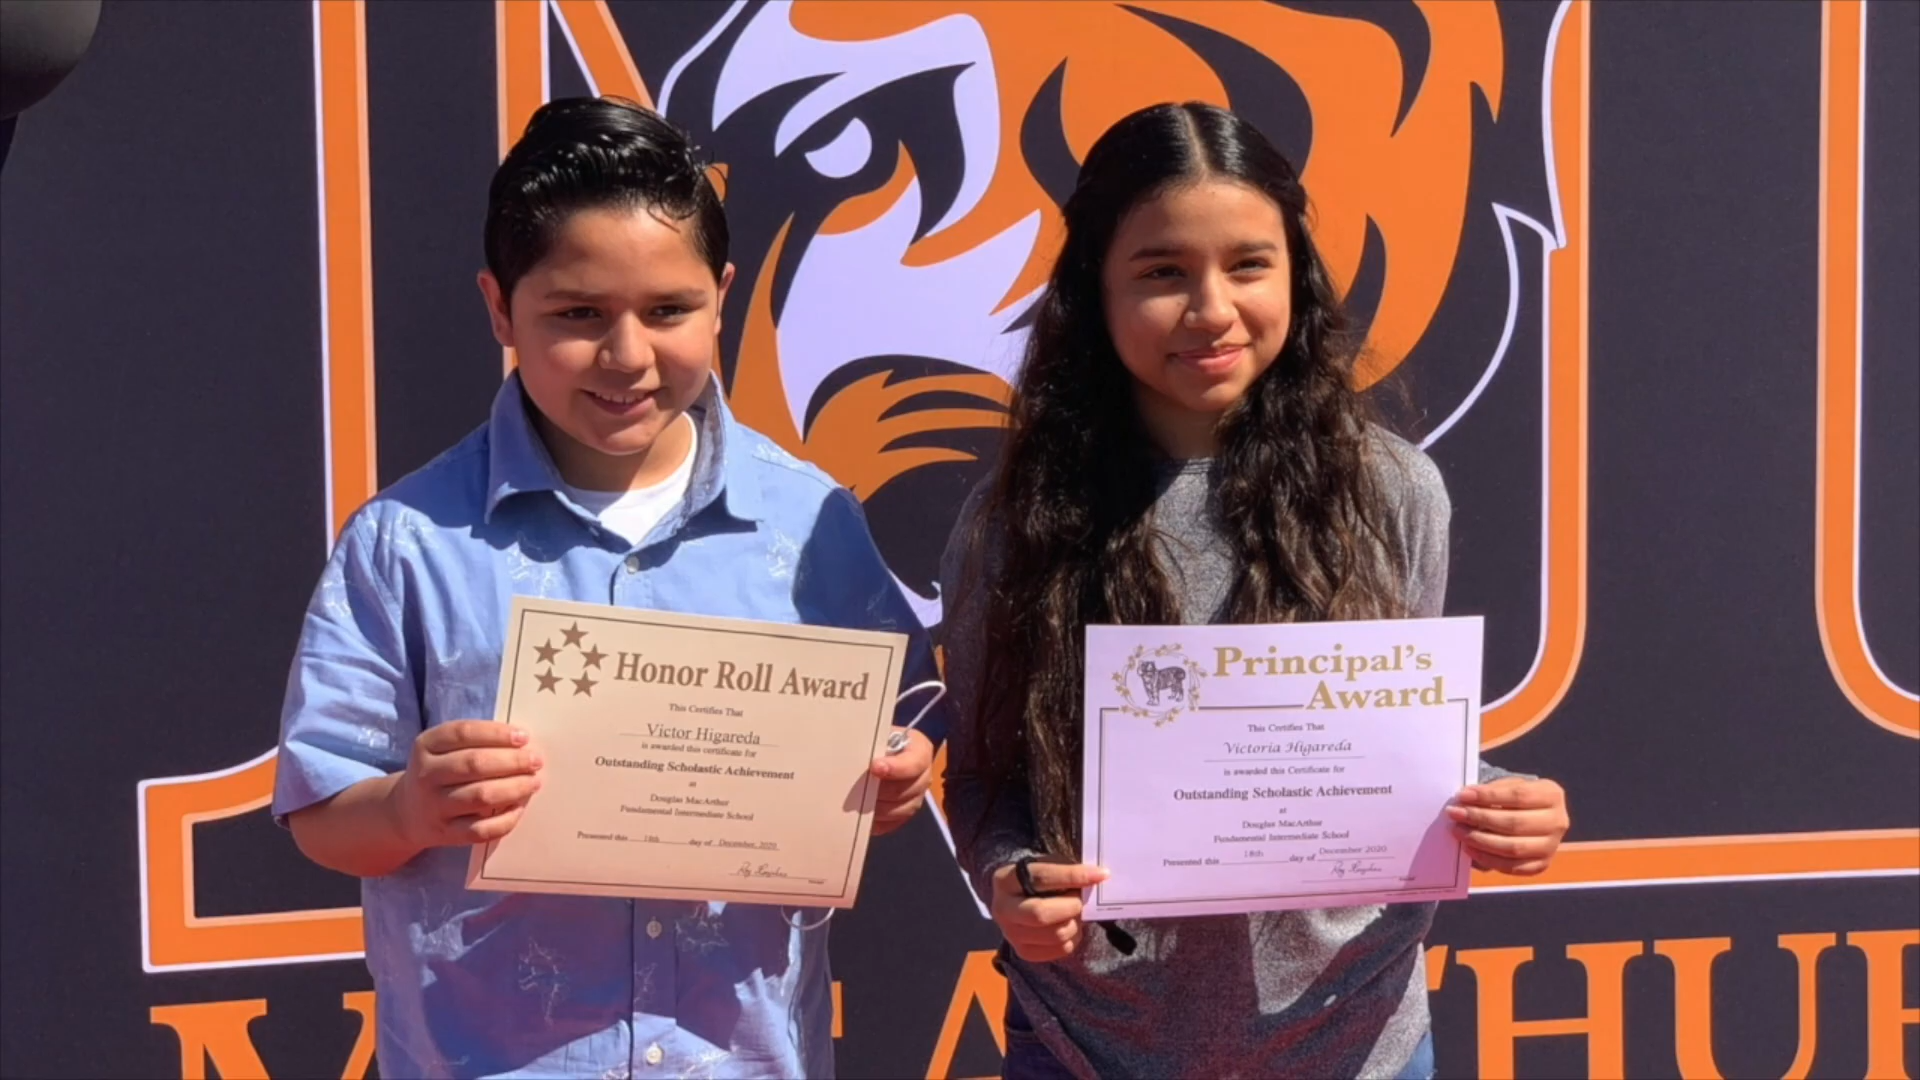 Honor Roll Award
This Certifies That
Victor Higareda
is awarded this certificate for
Outstanding Scholastic Achievement
at
Douglas MacArthur
Fundamental Intermediate School
Presented this 18th day of December, 2020
Principal's
Award
This Certifies That
Victoria Higareda
is awarded this Certificate for
Outstanding Scholastic Achievement
at
Douglas MacArthur
Fundamental Intermediate School
Presented this 18th day of December 2020